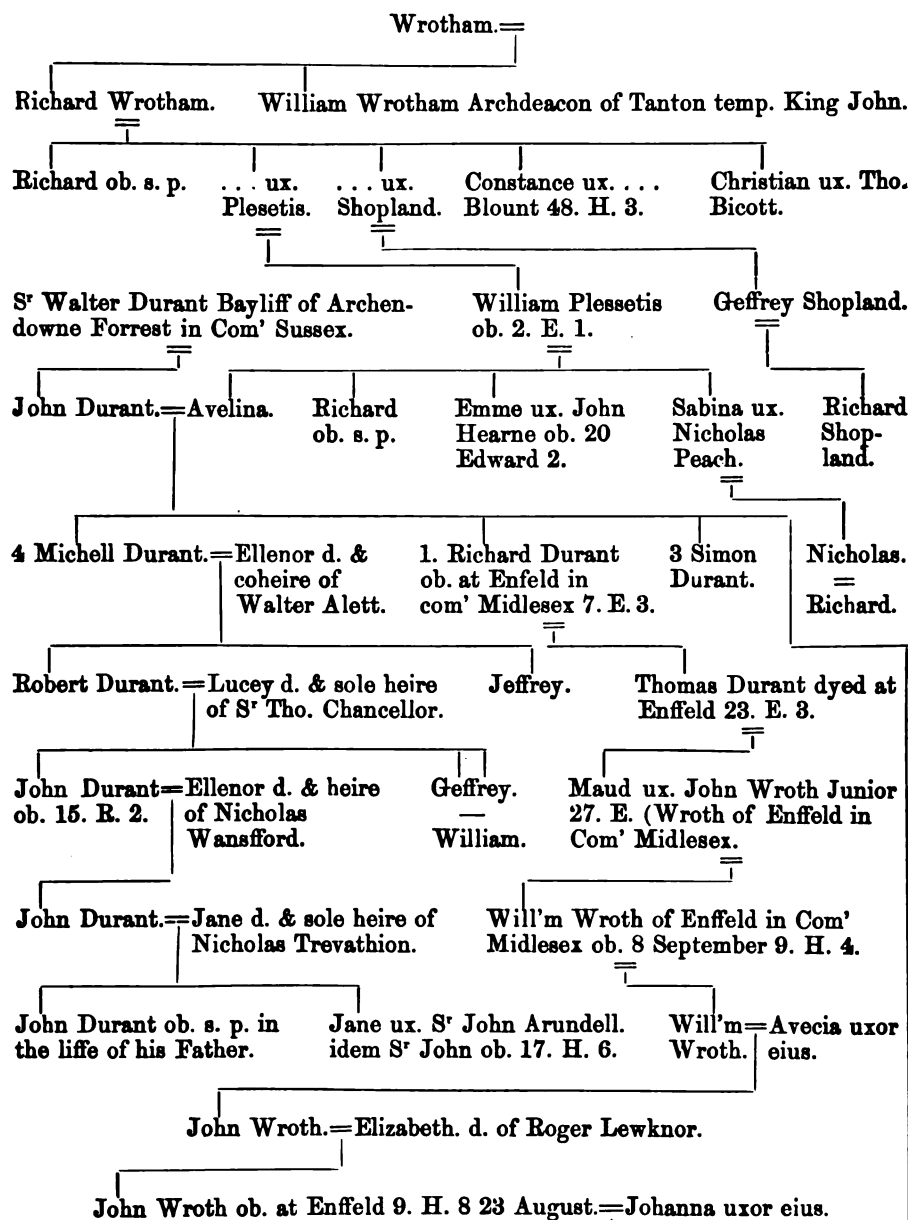 Wrotham.=
Richard Wrotham. William Wrotham Archdeacon of Tanton temp. King John.
Richard ob. s. p. . . . ux. . . . ux. Constance ux. . . . . Christian ux. Tho.
Plesetis. Shopland. Blount 48. H. 3. Bicott.
Sʳ Walter Durant Bayliff of Archen- William Plessetis Geffrey Shopland.
downe Forrest in Com' Sussex. ob. 2. E. 1.
John Durant.=Avelina. Richard Emme ux. John Sabina ux. Richard
ob. s. p. Hearne ob. 20 Nicholas Shop-
Edward 2. Peach. land.
4 Michell Durant.=Ellenor d. & 1. Richard Durant 3 Simon Nicholas.
coheire of ob. at Enfeld in Durant. =
Walter Alett. com' Midlesex 7. E. 3. Richard.
Robert Durant.=Lucey d. & sole heire Jeffrey. Thomas Durant dyed at
of Sʳ Tho. Chancellor. Enffeld 23. E. 3.
John Durant=Ellenor d. & heire Geffrey. Maud ux. John Wroth Junior
ob. 15. R. 2. of Nicholas — 27. E. (Wroth of Enffeld in
Wansfford. William. Com' Midlesex.
John Durant.=Jane d. & sole heire of Will'm Wroth of Enffeld in Com'
Nicholas Trevathion. Midlesex ob. 8 September 9. H. 4.
John Durant ob. s. p. in Jane ux. Sʳ John Arundell. Will'm=Avecia uxor
the liffe of his Father. idem Sʳ John ob. 17. H. 6. Wroth. eius.
John Wroth.=Elizabeth. d. of Roger Lewknor.
John Wroth ob. at Enffeld 9. H. 8 23 August.=Johanna uxor eius.